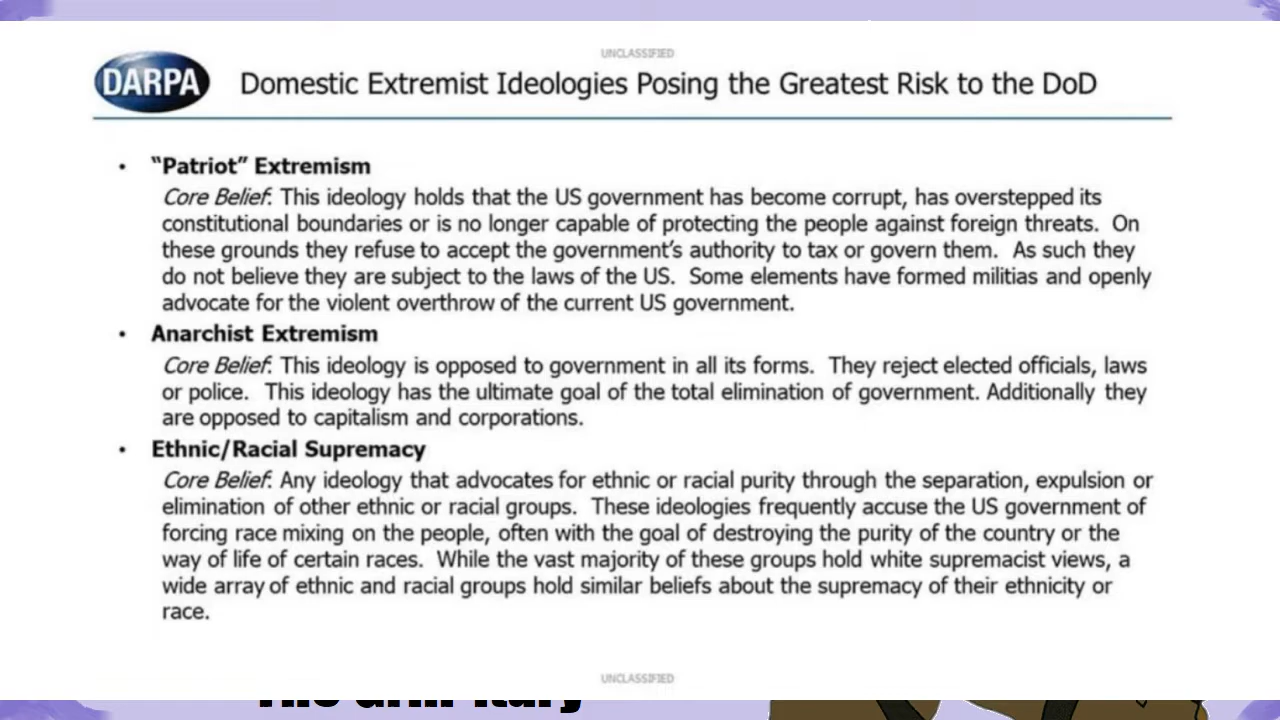 UNCLASSIFIED
DARPA
Domestic Extremist Ideologies Posing the Greatest Risk to the DoD
• "Patriot" Extremism
Core Belief: This ideology holds that the US government has become corrupt, has overstepped its
constitutional boundaries or is no longer capable of protecting the people against foreign threats. On
these grounds they refuse to accept the government's authority to tax or govern them. As such they
do not believe they are subject to the laws of the US. Some elements have formed militias and openly
advocate for the violent overthrow of the current US government.
• Anarchist Extremism
Core Belief: This ideology is opposed to government in all its forms. They reject elected officials, laws
or police. This ideology has the ultimate goal of the total elimination of government. Additionally they
are opposed to capitalism and corporations.
• Ethnic/Racial Supremacy
Core Belief: Any ideology that advocates for ethnic or racial purity through the separation, expulsion or
elimination of other ethnic or racial groups. These ideologies frequently accuse the US government of
forcing race mixing on the people, often with the goal of destroying the purity of the country or the
way of life of certain races. While the vast majority of these groups hold white supremacist views, a
wide array of ethnic and racial groups hold similar beliefs about the supremacy of their ethnicity or
race.
UNCLASSIFIED
The